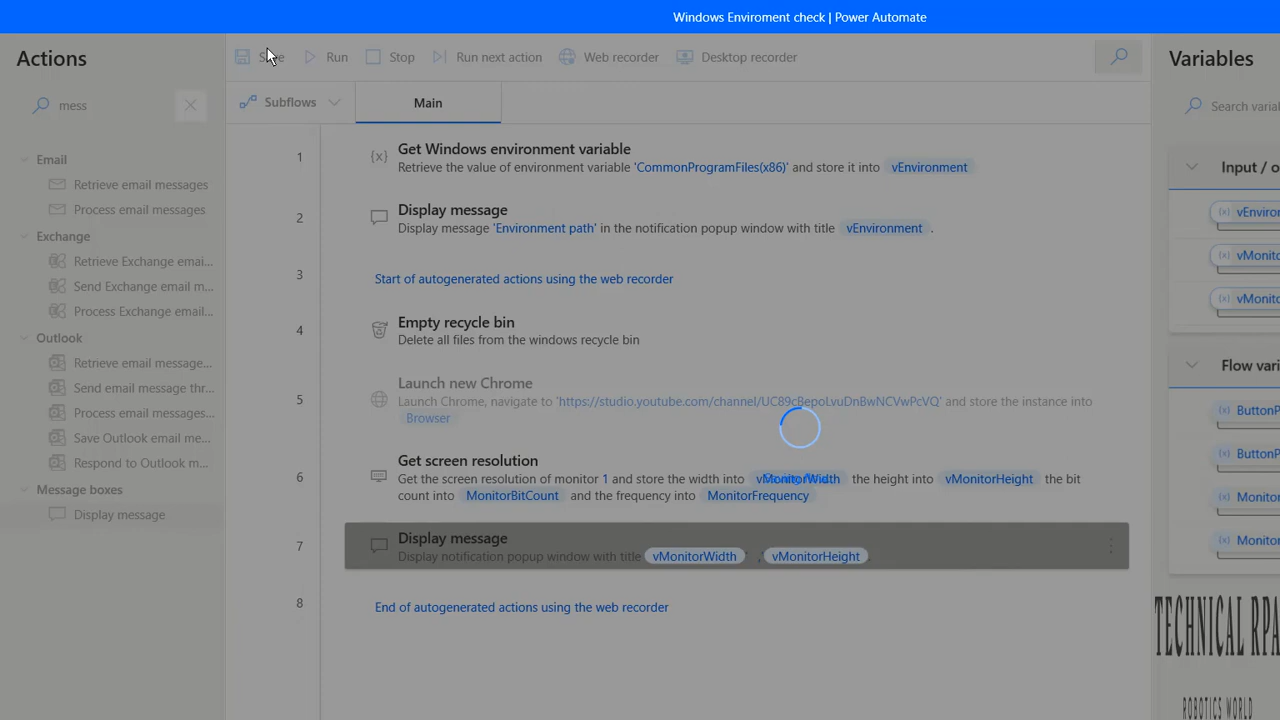 Windows Enviroment check | Power Automate
Actions
Save
Run
Stop
Run next action
Web recorder
Desktop recorder
Variables
mess
Subflows
Main
Search varial
Email
Retrieve email messages
Process email messages
Exchange
Retrieve Exchange emai...
Send Exchange email m...
Process Exchange email...
Outlook
Retrieve email message...
Send email message thr...
Process email messages...
Save Outlook email me...
Respond to Outlook m...
Message boxes
Display message
1
Get Windows environment variable
Retrieve the value of environment variable 'CommonProgramFiles(x86)' and store it into vEnvironment
2
Display message
Display message 'Environment path' in the notification popup window with title vEnvironment .
3
Start of autogenerated actions using the web recorder
4
Empty recycle bin
Delete all files from the windows recycle bin
5
Launch new Chrome
Launch Chrome, navigate to 'https://studio.youtube.com/channel/UC89cBepoLvuDnBwNCVwPcVQ' and store the instance into
Browser
6
Get screen resolution
Get the screen resolution of monitor 1 and store the width into vMonitorWidth the height into vMonitorHeight the bit
count into MonitorBitCount and the frequency into MonitorFrequency
7
Display message
Display notification popup window with title vMonitorWidth ' , vMonitorHeight .
8
End of autogenerated actions using the web recorder
Input / o
vEnviron
vMonito
vMonito
Flow vari
ButtonP
ButtonP
Monitor
Monitor
TECHNICAL RPA
ROBOTICS WORLD